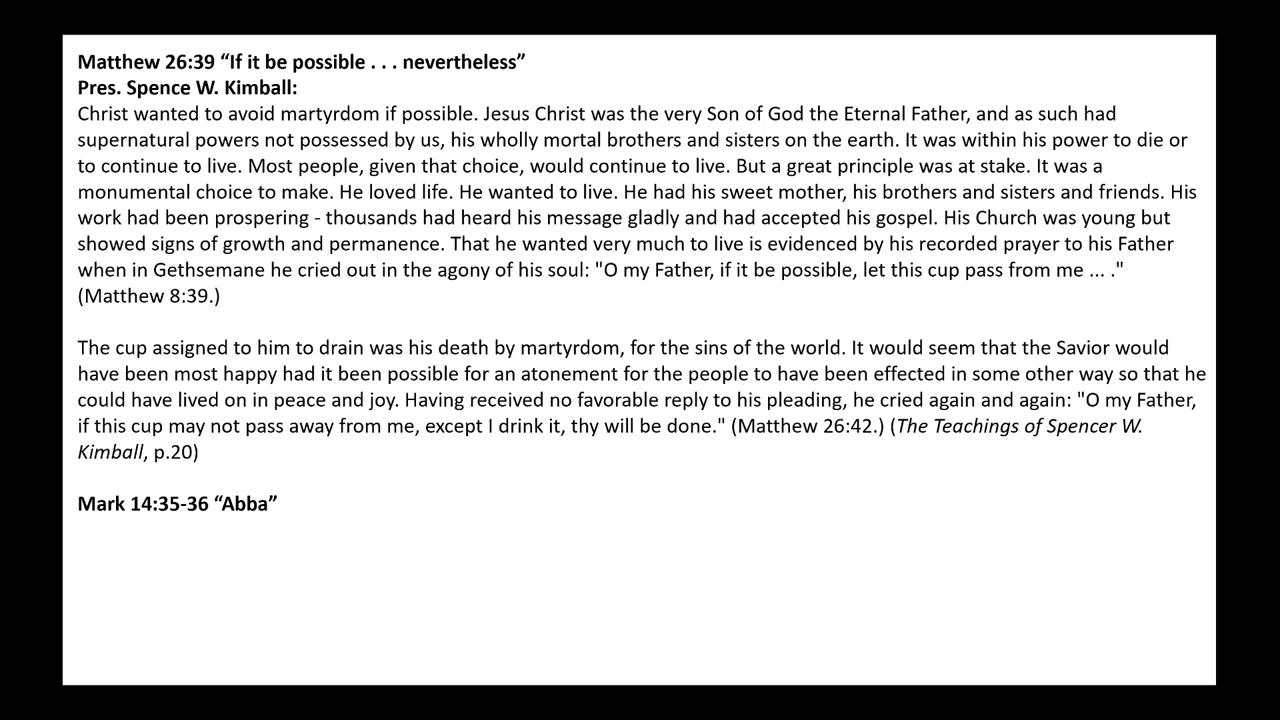 Matthew 26:39 “If it be possible . . . nevertheless”
Pres. Spence W. Kimball:
Christ wanted to avoid martyrdom if possible. Jesus Christ was the very Son of God the Eternal Father, and as such had
supernatural powers not possessed by us, his wholly mortal brothers and sisters on the earth. It was within his power to die or
to continue to live. Most people, given that choice, would continue to live. But a great principle was at stake. It was a
monumental choice to make. He loved life. He wanted to live. He had his sweet mother, his brothers and sisters and friends. His
work had been prospering - thousands had heard his message gladly and had accepted his gospel. His Church was young but
showed signs of growth and permanence. That he wanted very much to live is evidenced by his recorded prayer to his Father
when in Gethsemane he cried out in the agony of his soul: "O my Father, if it be possible, let this cup pass from me ... ."
(Matthew 8:39.)
The cup assigned to him to drain was his death by martyrdom, for the sins of the world. It would seem that the Savior would
have been most happy had it been possible for an atonement for the people to have been effected in some other way so that he
could have lived on in peace and joy. Having received no favorable reply to his pleading, he cried again and again: "O my Father,
if this cup may not pass away from me, except I drink it, thy will be done." (Matthew 26:42.) (The Teachings of Spencer W.
Kimball, p.20)
Mark 14:35-36 “Abba”